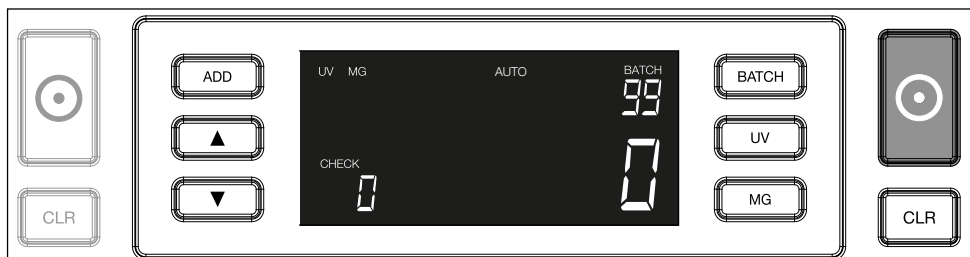 ADD
CLR
UV MG AUTO BATCH
99
CHECK
0
0
BATCH
UV
MG
CLR